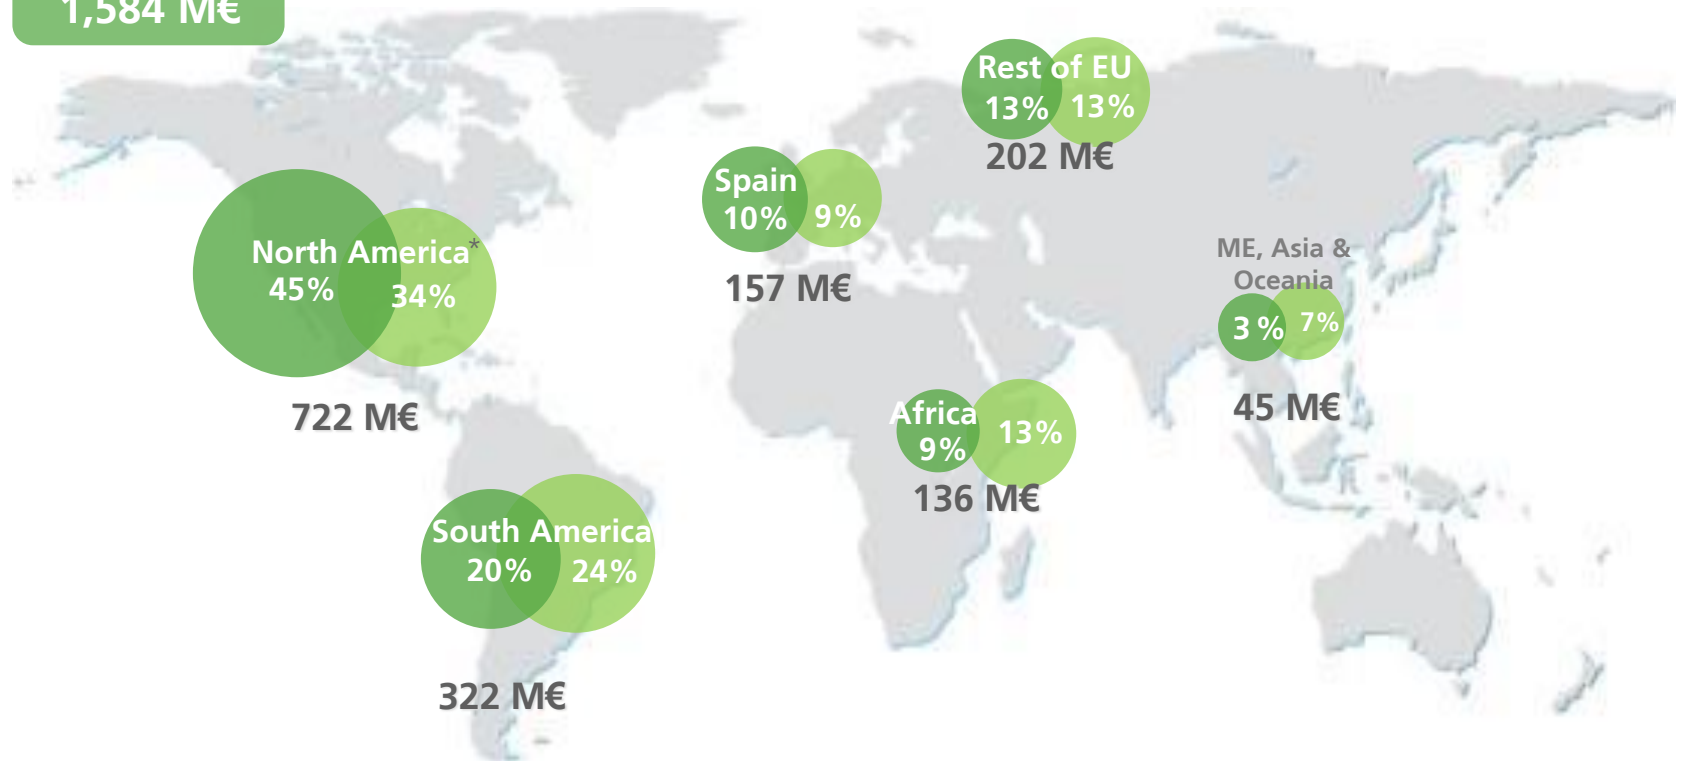 1,584 M€
Rest of EU
13% 13%
202 M€
Spain
10% 9%
157 M€
North America*
45% 34%
722 M€
ME, Asia &
Oceania
3 % 7%
45 M€
Africa
9% 13%
136 M€
South America
20% 24%
322 M€